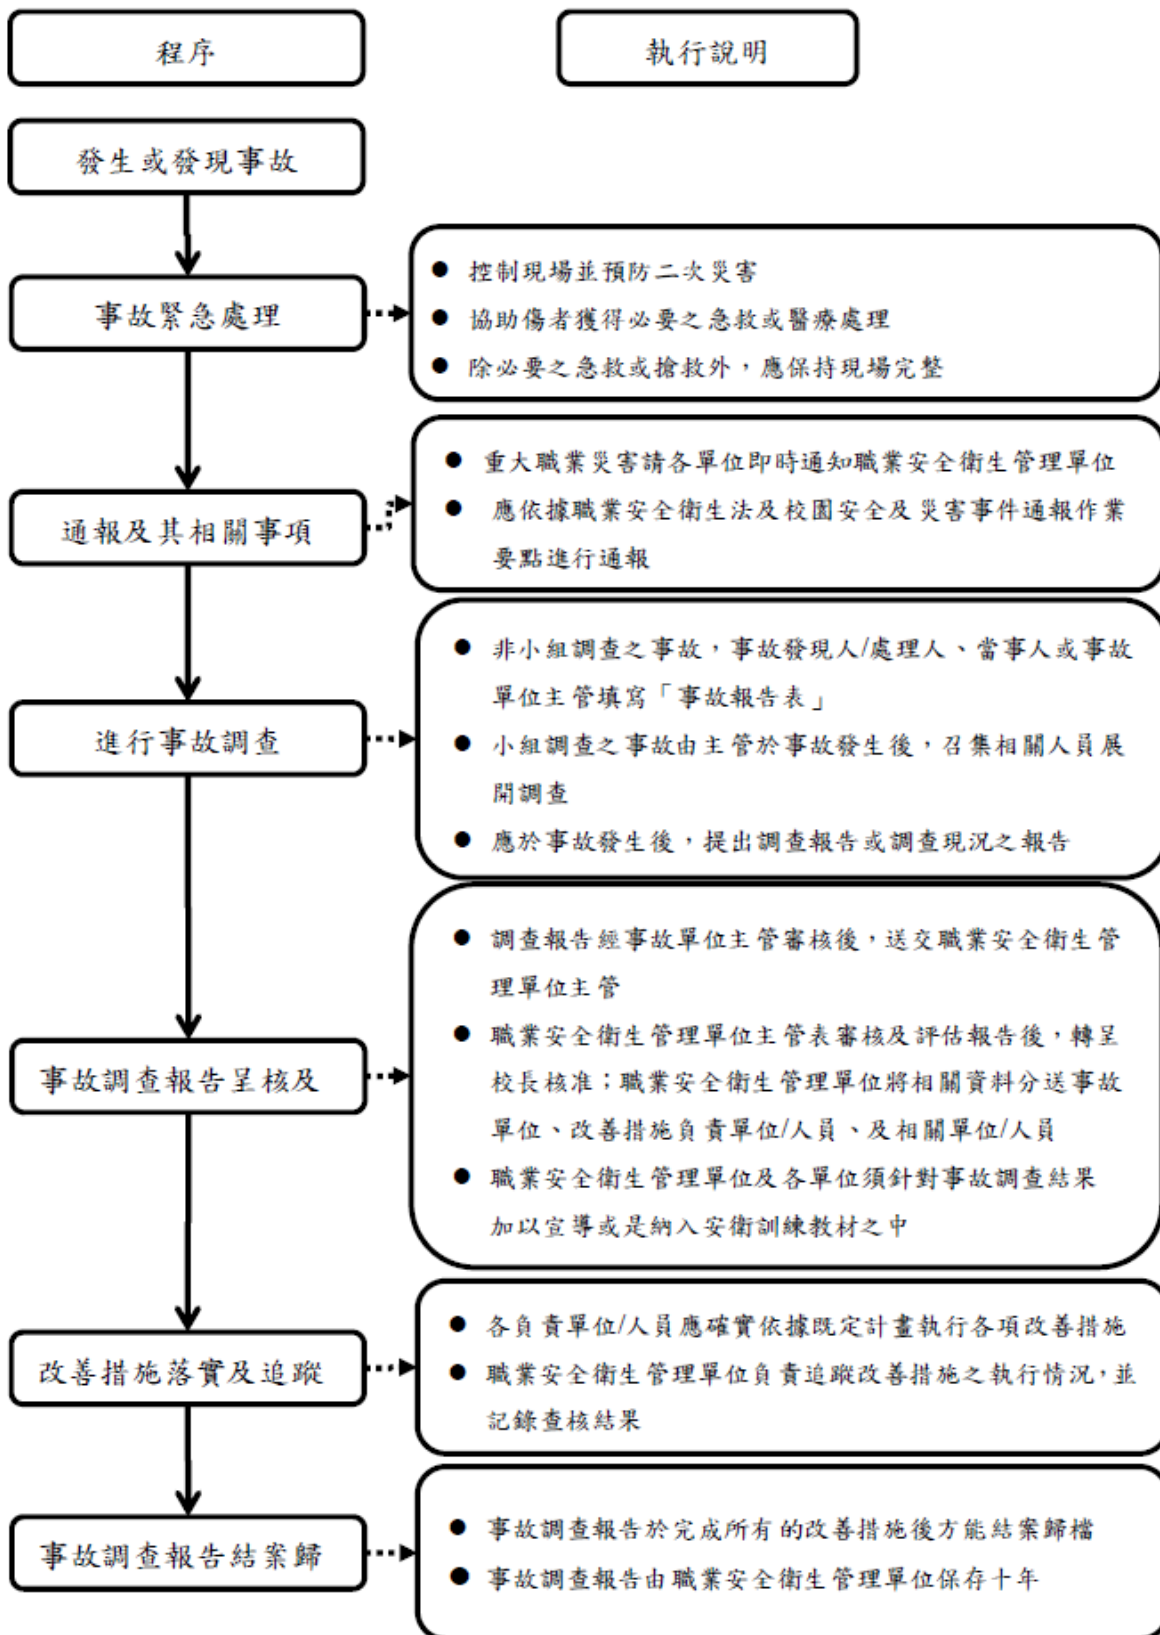 程序
執行說明
發生或發現事故
事故緊急處理
● 控制現場並預防二次災害
● 協助傷者獲得必要之急救或醫療處理
● 除必要之急救或搶救外，應保持現場完整
通報及其相關事項
● 重大職業災害請各單位即時通知職業安全衛生管理單位
● 應依據職業安全衛生法及校園安全及災害事件通報作業
要點進行通報
進行事故調查
● 非小組調查之事故，事故發現人/處理人、當事人或事故
單位主管填寫「事故報告表」
● 小組調查之事故由主管於事故發生後，召集相關人員展
開調查
● 應於事故發生後，提出調查報告或調查現況之報告
事故調查報告呈核及
● 調查報告經事故單位主管審核後，送交職業安全衛生管
理單位主管
● 職業安全衛生管理單位主管表審核及評估報告後，轉呈
校長核准；職業安全衛生管理單位將相關資料分送事故
單位、改善措施負責單位/人員、及相關單位/人員
● 職業安全衛生管理單位及各單位須針對事故調查結果
加以宣導或是納入安衛訓練教材之中
改善措施落實及追蹤
● 各負責單位/人員應確實依據既定計畫執行各項改善措施
● 職業安全衛生管理單位負責追蹤改善措施之執行情況，並
記錄查核結果
事故調查報告結案歸
● 事故調查報告於完成所有的改善措施後方能結案歸檔
● 事故調查報告由職業安全衛生管理單位保存十年